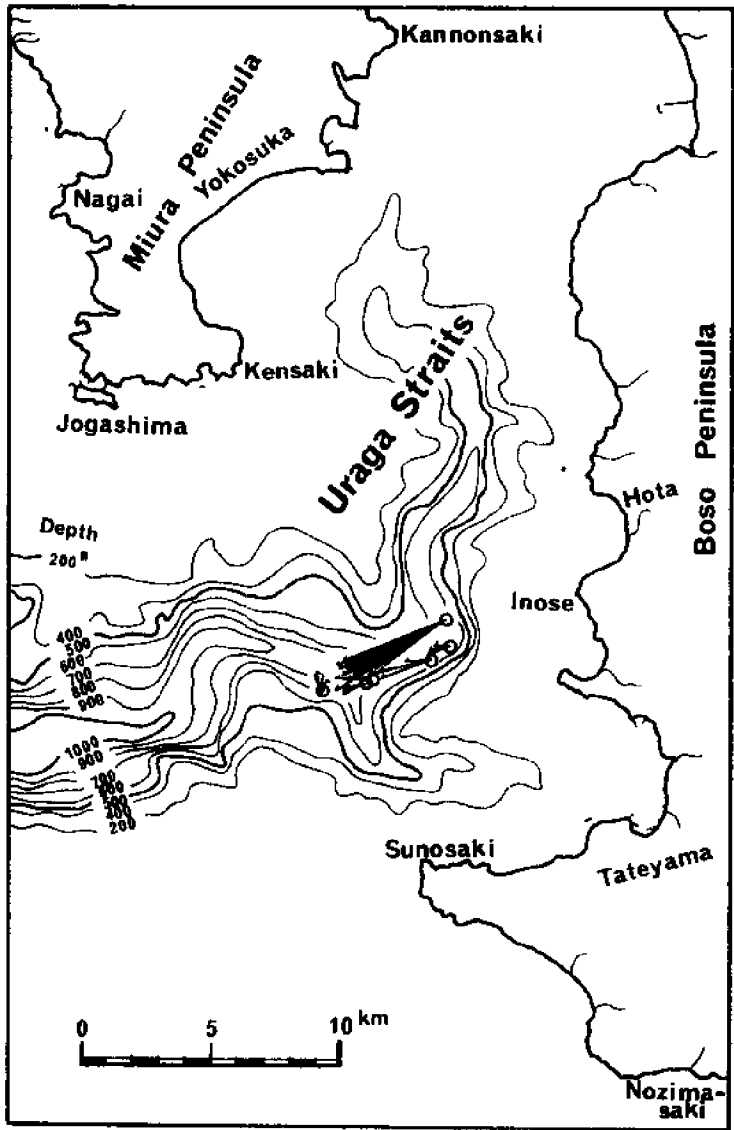 Kannonsaki
Miura Peninsula
Yokosuka
Nagai
Kensaki
Jogashima
Uraga Straits
Boso Peninsula
Hota
Inose
Depth
200 m
400
500
600
700
800
900
1000
900
700
500
400
200
Sunosaki
Tateyama
0 5 10 km
Nozima-
saki